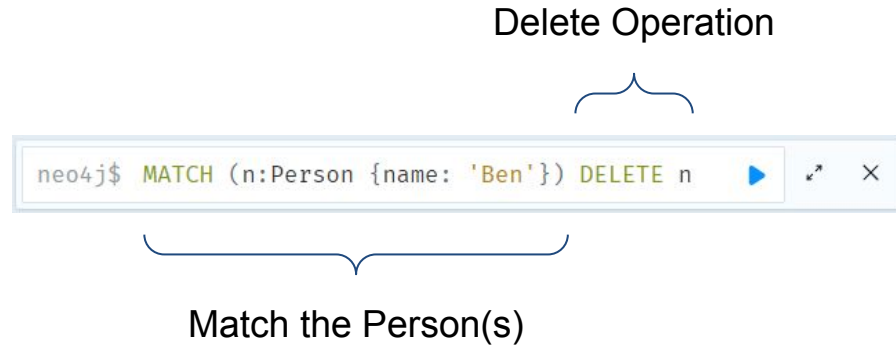 Delete Operation
neo4j$ MATCH (n:Person {name: 'Ben'}) DELETE n
Match the Person(s)